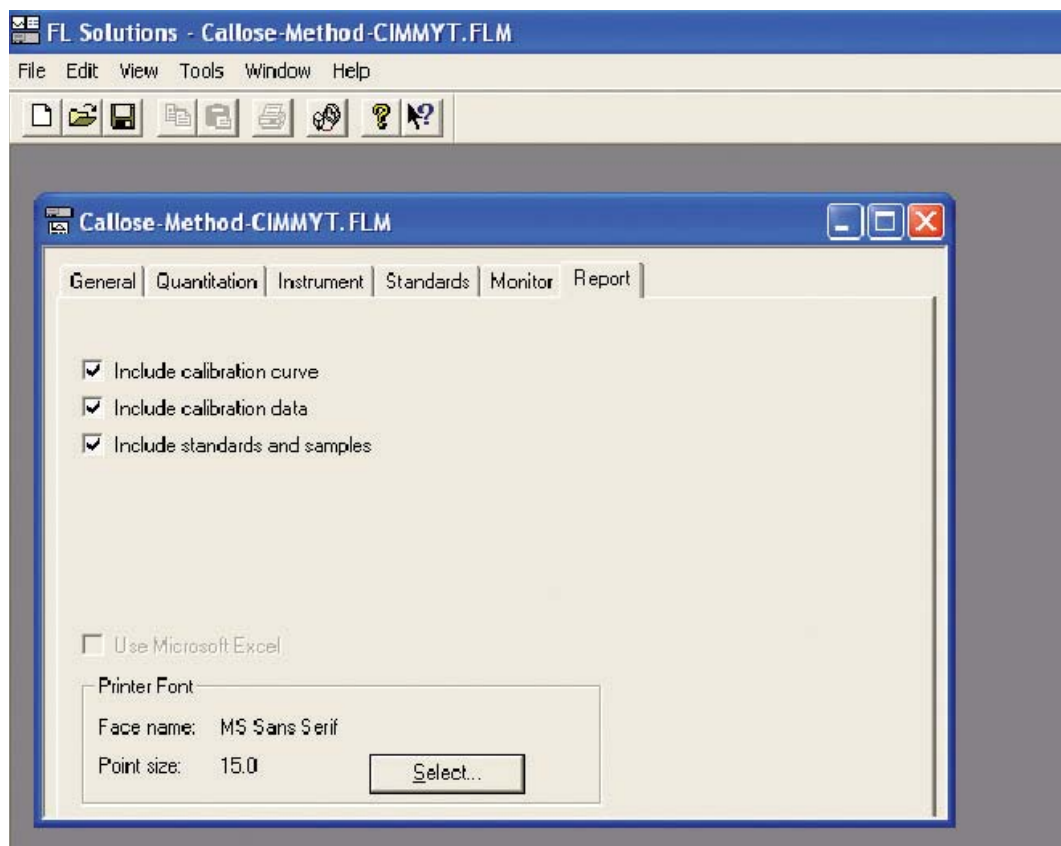 FL Solutions - Callose-Method-CIMMYT.FLM
File Edit View Tools Window Help
Callose-Method-CIMMYT.FLM
General Quantitation Instrument Standards Monitor Report
Include calibration curve
Include calibration data
Include standards and samples
Use Microsoft Excel
Printer Font
Face name: MS Sans Serif
Point size: 15.0 Select...